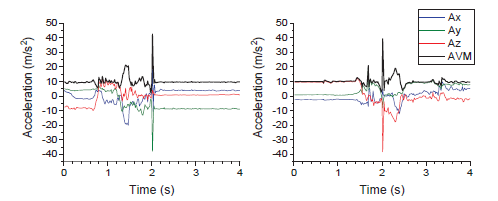 Acceleration (m/s²)
50
40
30
20
10
0
-10
-20
-30
-40
0 1 2 3 4
Time (s)
Acceleration (m/s²)
50
40
30
20
10
0
-10
-20
-30
-40
0 1 2 3 4
Time (s)
Ax
Ay
Az
AVM